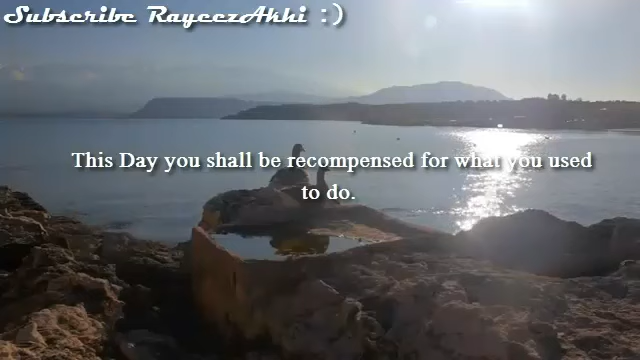 Subscribe RayeezAkhi :)
This Day you shall be recompensed for what you used
to do.